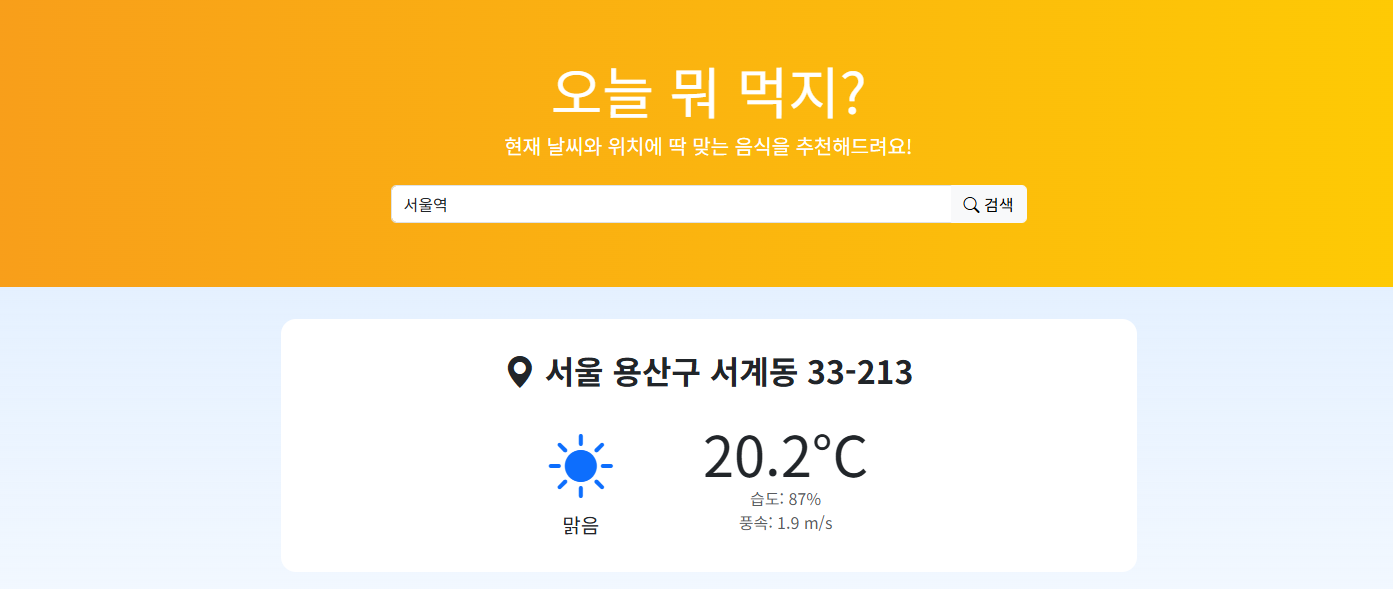 오늘 뭐 먹지?
현재 날씨와 위치에 딱 맞는 음식을 추천해드려요!
서울역 검색
서울 용산구 서계동 33-213
20.2°C
습도: 87%
풍속: 1.9 m/s
맑음